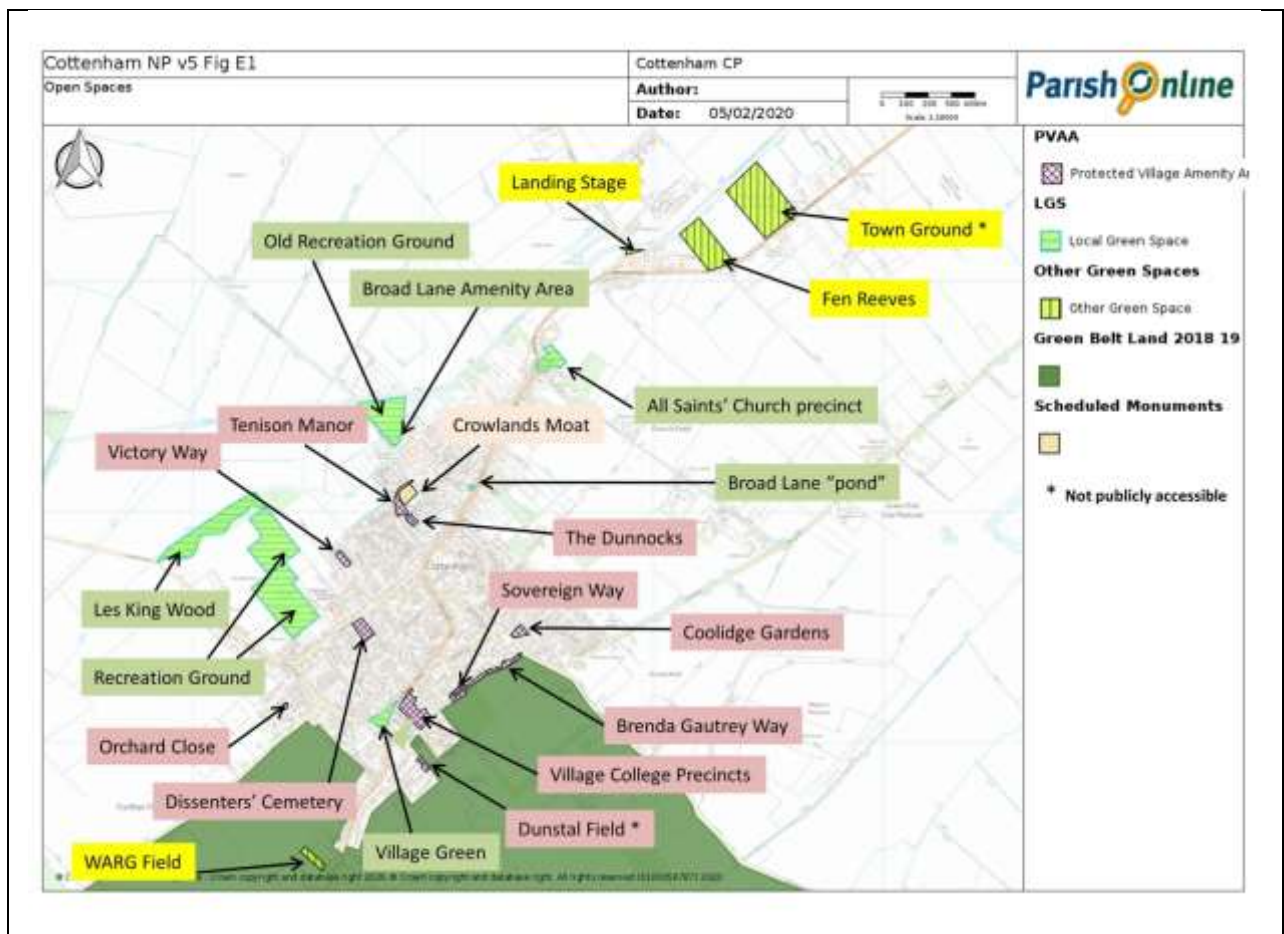 Cottenham NP v5 Fig E1
Open Spaces
Cottenham CP
Author:
Date: 05/02/2020
Parish Online
PVAA
Protected Village Amenity Ar
LGS
Local Green Space
Other Green Spaces
Other Green Space
Green Belt Land 2018 19
Scheduled Monuments
* Not publicly accessible
Landing Stage
Town Ground *
Old Recreation Ground
Broad Lane Amenity Area
Fen Reeves
All Saints' Church precinct
Tenison Manor
Crowlands Moat
Victory Way
Broad Lane "pond"
The Dunnocks
Sovereign Way
Les King Wood
Coolidge Gardens
Recreation Ground
Brenda Gautrey Way
Orchard Close
Village College Precincts
Dissenters' Cemetery
Dunstal Field *
Village Green
WARG Field